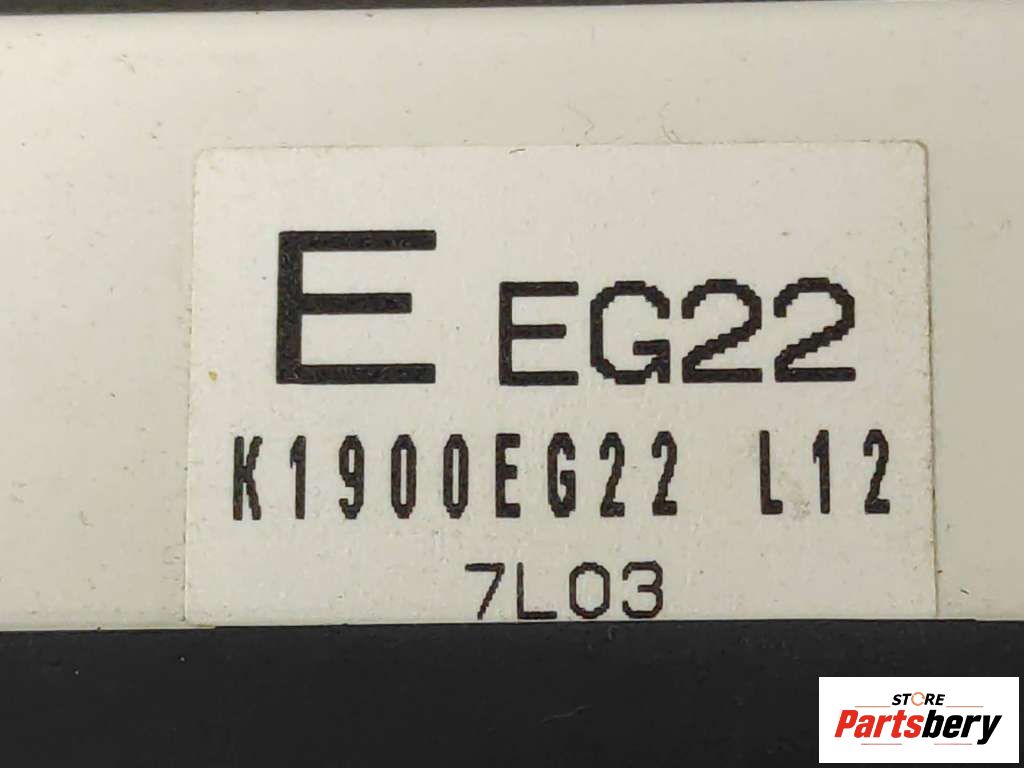 E EG22
K1900EG22 L12
7L03
STORE
Partsbery